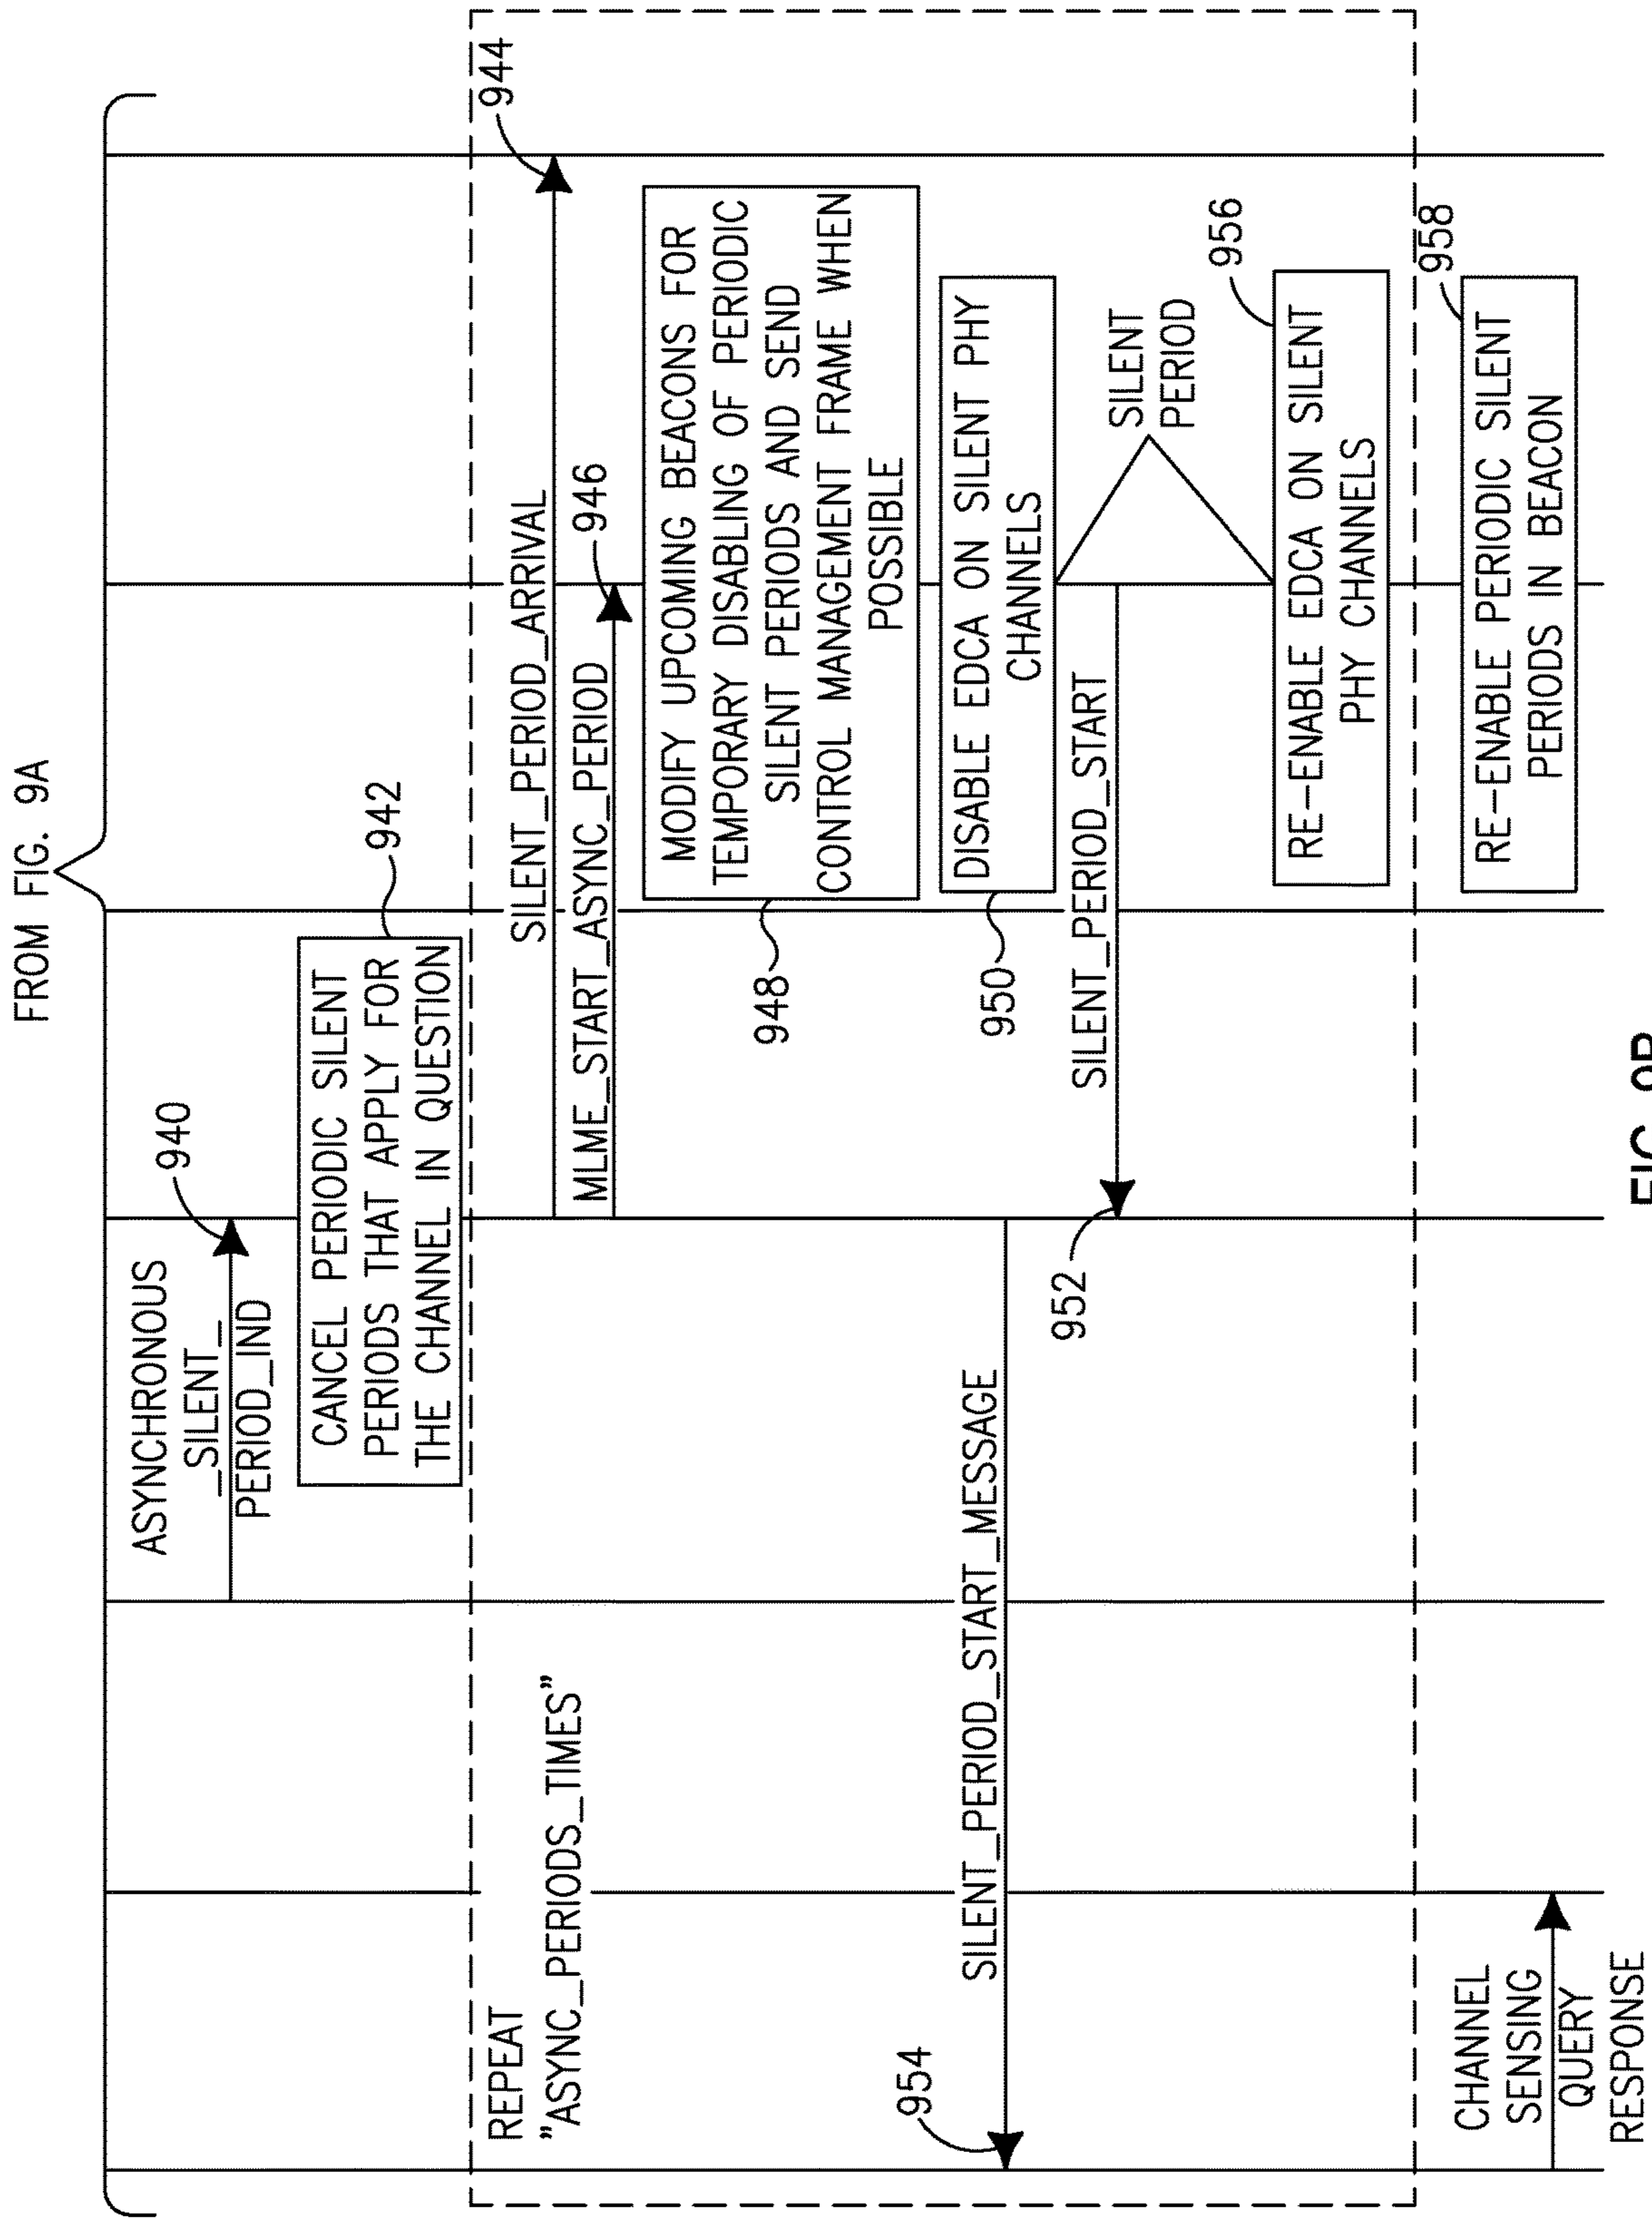 FROM FIG. 9A
ASYNCHRONOUS
_SILENT_
PERIOD_IND
940
CANCEL PERIODIC SILENT
PERIODS THAT APPLY FOR
THE CHANNEL IN QUESTION
942
REPEAT
"ASYNC_PERIODS_TIMES"
SILENT_PERIOD_ARRIVAL
944
MLME_START_ASYNC_PERIOD
946
MODIFY UPCOMING BEACONS FOR
TEMPORARY DISABLING OF PERIODIC
SILENT PERIODS AND SEND
CONTROL MANAGEMENT FRAME WHEN
POSSIBLE
948
DISABLE EDCA ON SILENT PHY
CHANNELS
950
SILENT_PERIOD_START_MESSAGE
954
SILENT_PERIOD_START
952
SILENT
PERIOD
RE-ENABLE EDCA ON SILENT
PHY CHANNELS
956
RE-ENABLE PERIODIC SILENT
PERIODS IN BEACON
958
CHANNEL
SENSING
QUERY
RESPONSE
FIG. 9B